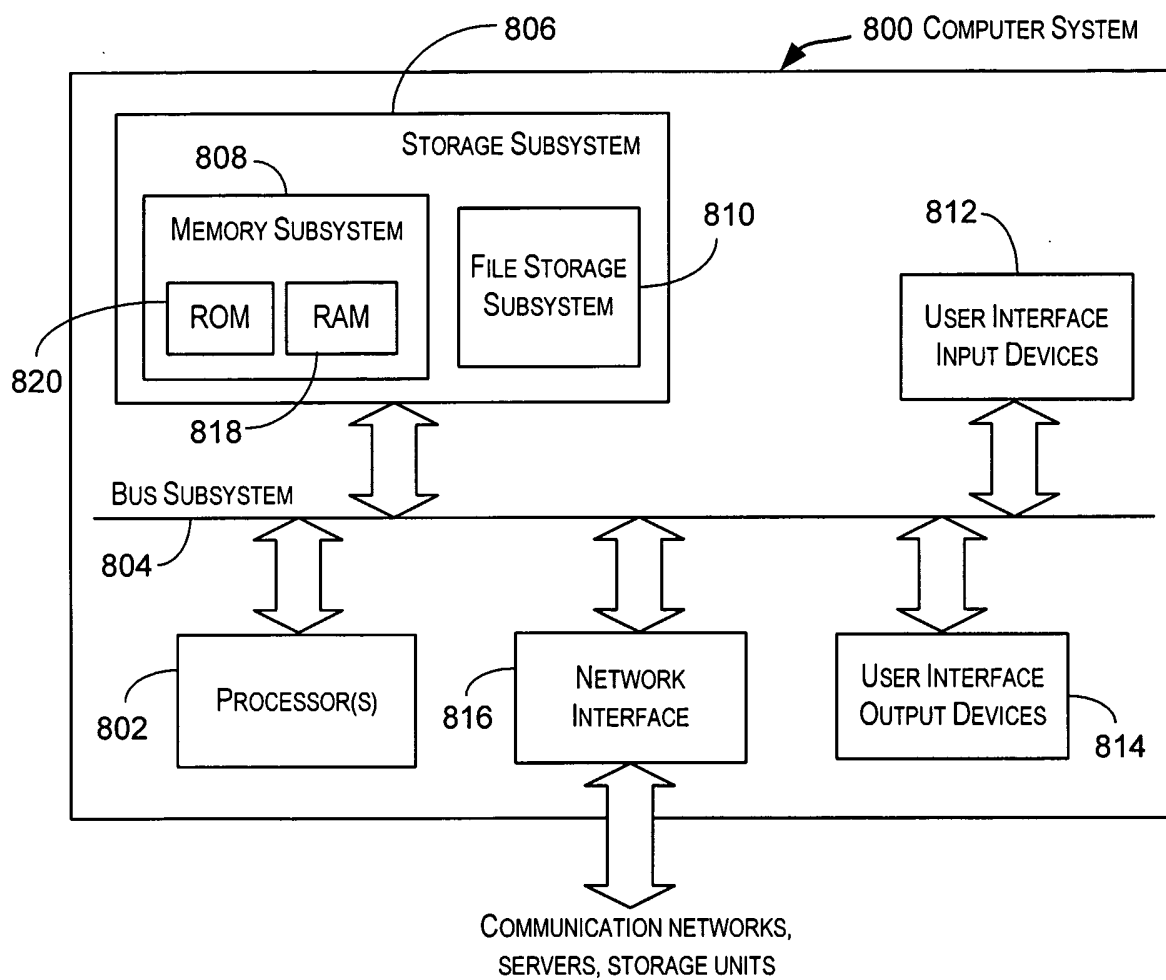 806
800 COMPUTER SYSTEM
STORAGE SUBSYSTEM
808
MEMORY SUBSYSTEM
ROM
RAM
820
818
FILE STORAGE
SUBSYSTEM
810
812
USER INTERFACE
INPUT DEVICES
BUS SUBSYSTEM
804
PROCESSOR(S)
802
NETWORK
INTERFACE
816
USER INTERFACE
OUTPUT DEVICES
814
COMMUNICATION NETWORKS,
SERVERS, STORAGE UNITS